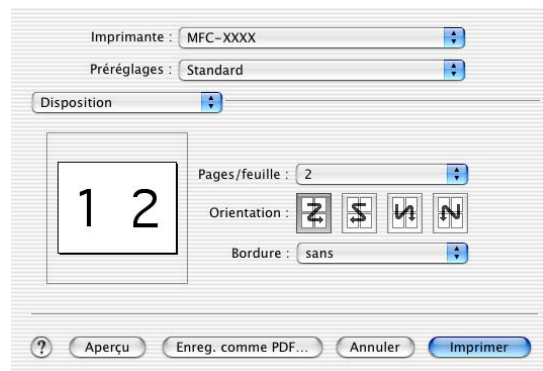 Imprimante : MFC-XXXX
Préréglages : Standard
Disposition
Pages/feuille : 2
1 2
Orientation :
Bordure : sans
? Aperçu Enreg. comme PDF... Annuler Imprimer